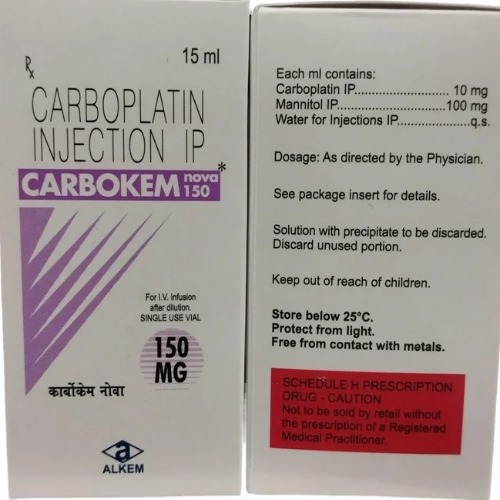 Rx
15 ml
CARBOPLATIN
INJECTION IP
CARBOKEM nova 150*
For I.V. Infusion
after dilution.
SINGLE USE VIAL
150
MG
कार्बोकेम नोवा
a
ALKEM
Each ml contains:
Carboplatin IP....................... 10 mg
Mannitol IP...........................100 mg
Water for Injections IP..................q.s.
Dosage: As directed by the Physician.
See package insert for details.
Solution with precipitate to be discarded.
Discard unused portion.
Keep out of reach of children.
Store below 25°C.
Protect from light.
Free from contact with metals.
SCHEDULE H PRESCRIPTION
DRUG - CAUTION
Not to be sold by retail without
the prescription of a Registered
Medical Practitioner.